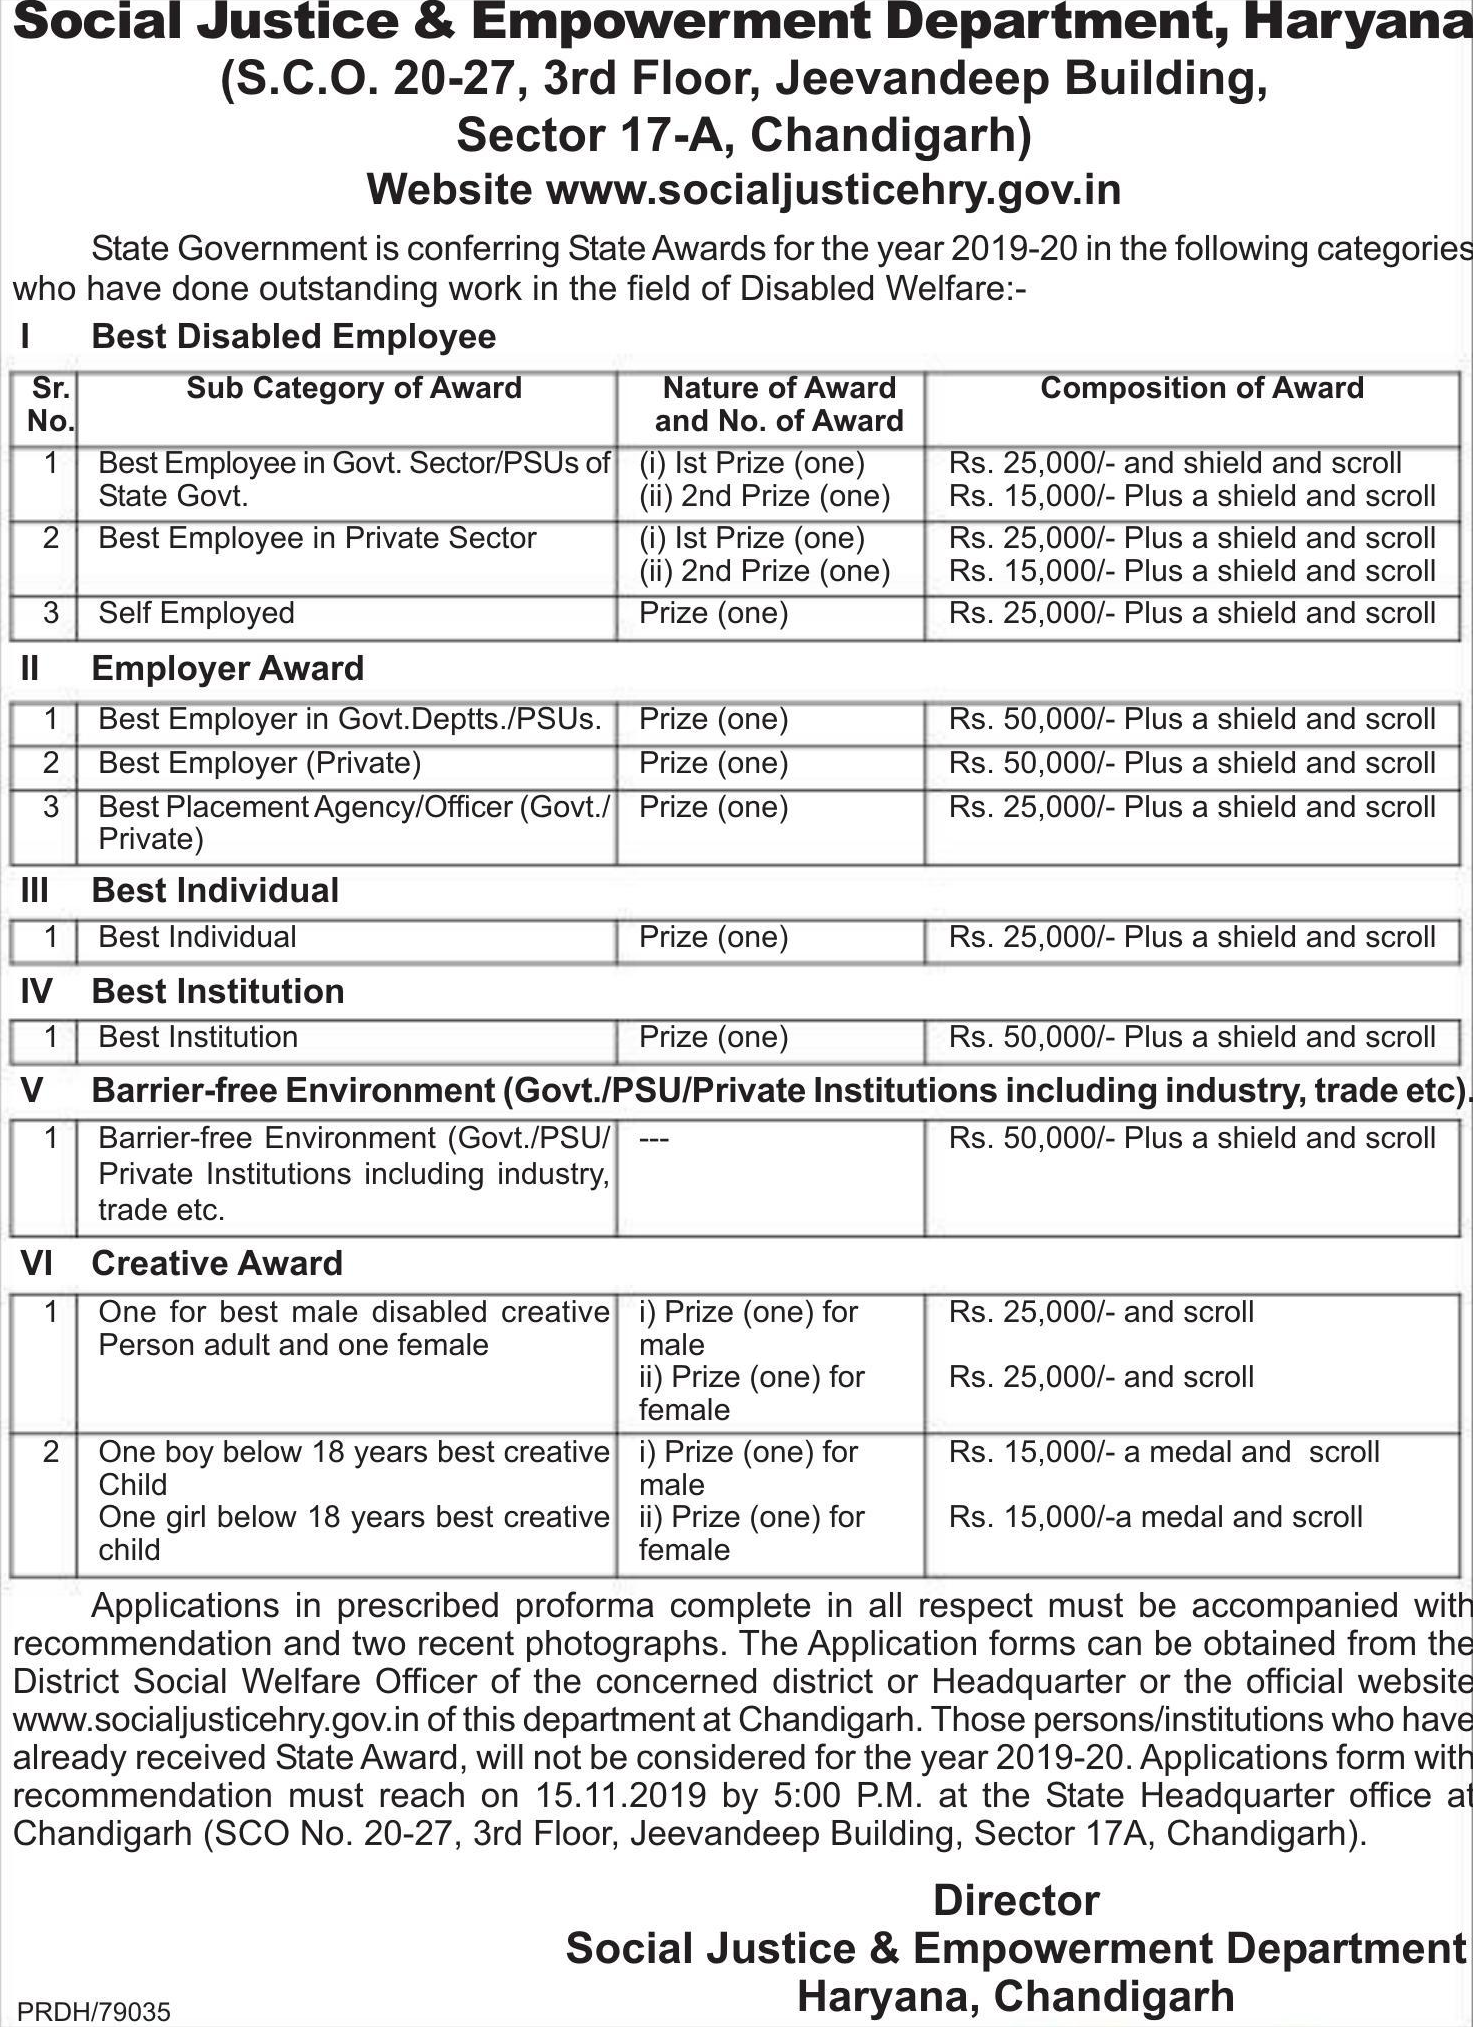 Social Justice & Empowerment Department, Haryana
(S.C.O. 20-27, 3rd Floor, Jeevandeep Building,
Sector 17-A, Chandigarh)
Website www.socialjusticehry.gov.in
State Government is conferring State Awards for the year 2019-20 in the following categories
who have done outstanding work in the field of Disabled Welfare:-
I Best Disabled Employee
Sr. No. Sub Category of Award Nature of Award and No. of Award Composition of Award
1 Best Employee in Govt. Sector/PSUs of (i) Ist Prize (one) Rs. 25,000/- and shield and scroll
State Govt. (ii) 2nd Prize (one) Rs. 15,000/- Plus a shield and scroll
2 Best Employee in Private Sector (i) Ist Prize (one) Rs. 25,000/- Plus a shield and scroll
(ii) 2nd Prize (one) Rs. 15,000/- Plus a shield and scroll
3 Self Employed Prize (one) Rs. 25,000/- Plus a shield and scroll
II Employer Award
1 Best Employer in Govt.Deptts./PSUs. Prize (one) Rs. 50,000/- Plus a shield and scroll
2 Best Employer (Private) Prize (one) Rs. 50,000/- Plus a shield and scroll
3 Best Placement Agency/Officer (Govt./ Prize (one) Rs. 25,000/- Plus a shield and scroll
Private)
III Best Individual
1 Best Individual Prize (one) Rs. 25,000/- Plus a shield and scroll
IV Best Institution
1 Best Institution Prize (one) Rs. 50,000/- Plus a shield and scroll
V Barrier-free Environment (Govt./PSU/Private Institutions including industry, trade etc).
1 Barrier-free Environment (Govt./PSU/ --- Rs. 50,000/- Plus a shield and scroll
Private Institutions including industry,
trade etc.
VI Creative Award
1 One for best male disabled creative i) Prize (one) for Rs. 25,000/- and scroll
Person adult and one female male
ii) Prize (one) for Rs. 25,000/- and scroll
female
2 One boy below 18 years best creative i) Prize (one) for Rs. 15,000/- a medal and scroll
Child male
One girl below 18 years best creative ii) Prize (one) for Rs. 15,000/-a medal and scroll
child female
Applications in prescribed proforma complete in all respect must be accompanied with
recommendation and two recent photographs. The Application forms can be obtained from the
District Social Welfare Officer of the concerned district or Headquarter or the official website
www.socialjusticehry.gov.in of this department at Chandigarh. Those persons/institutions who have
already received State Award, will not be considered for the year 2019-20. Applications form with
recommendation must reach on 15.11.2019 by 5:00 P.M. at the State Headquarter office at
Chandigarh (SCO No. 20-27, 3rd Floor, Jeevandeep Building, Sector 17A, Chandigarh).
Director
Social Justice & Empowerment Department
Haryana, Chandigarh
PRDH/79035